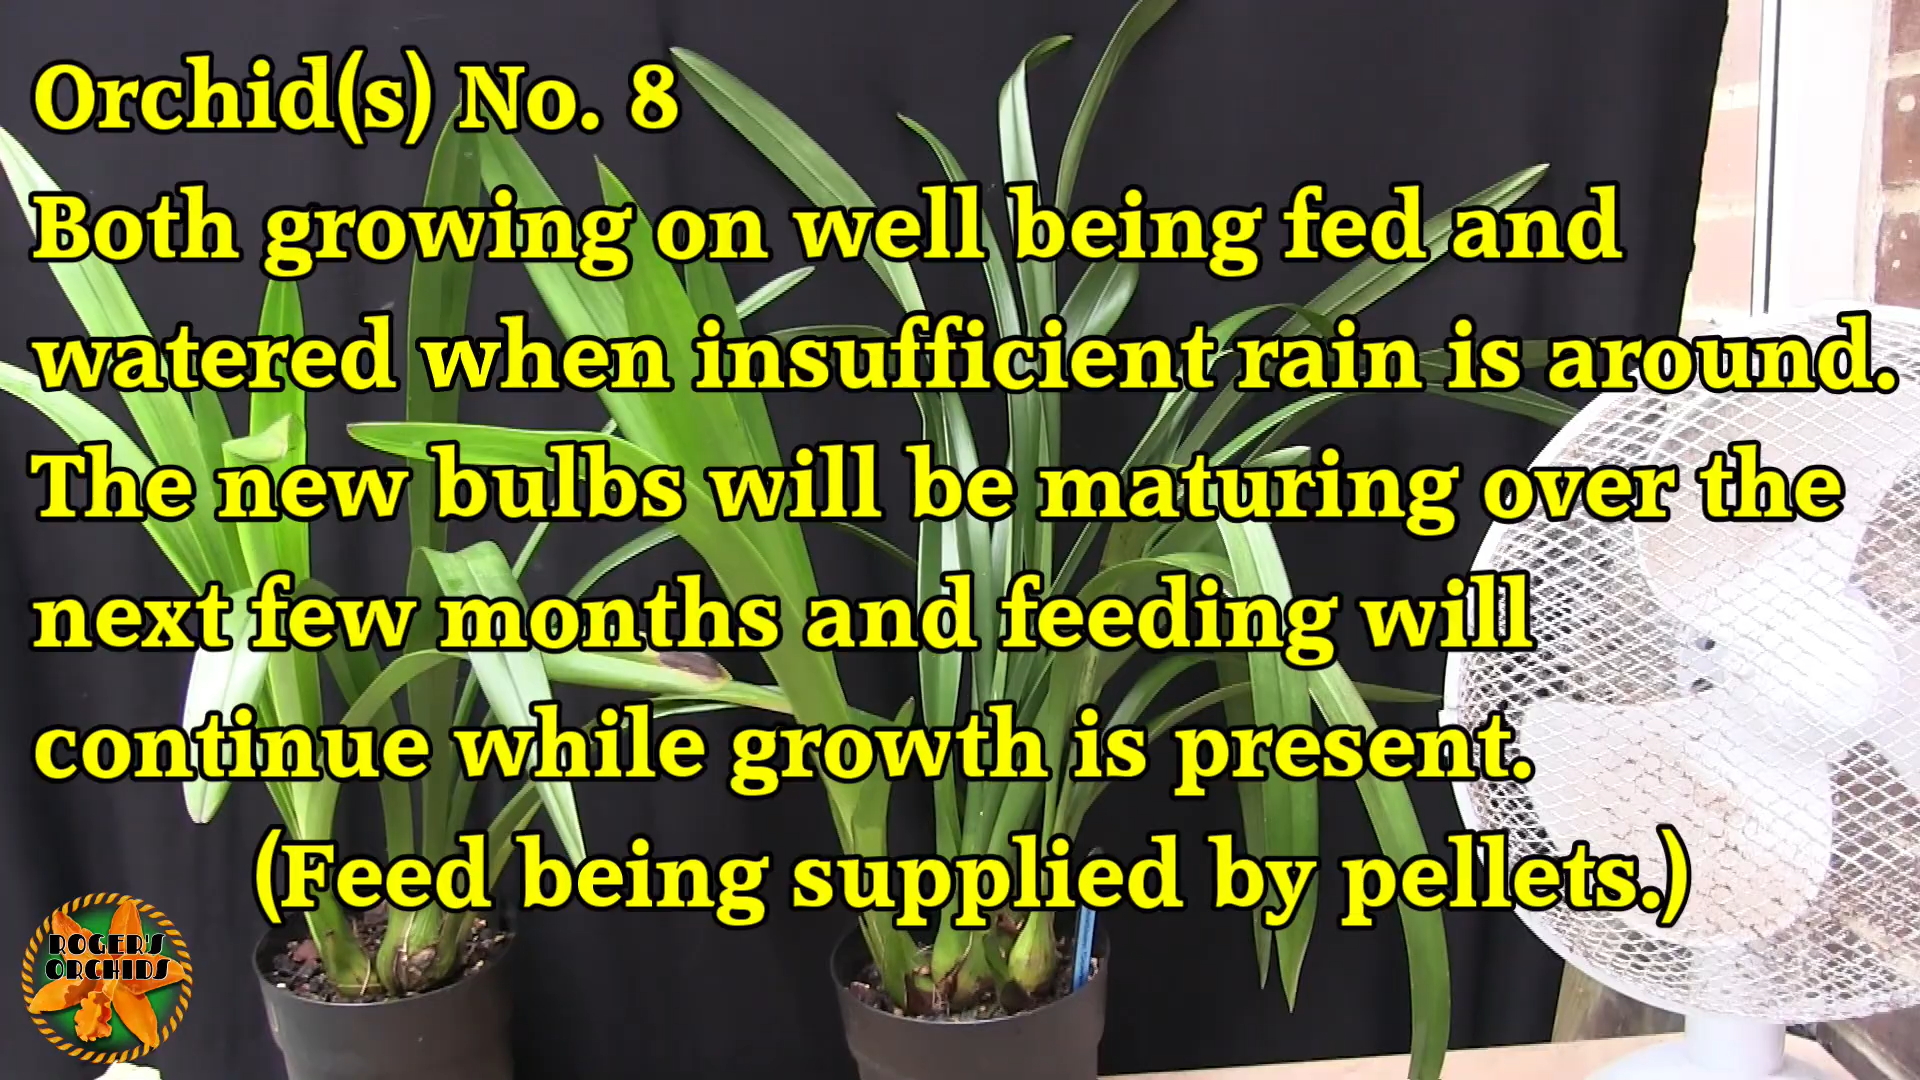 Orchid(s) No. 8
Both growing on well being fed and
watered when insufficient rain is around.
The new bulbs will be maturing over the
next few months and feeding will
continue while growth is present.
(Feed being supplied by pellets.)
ROGER'S
ORCHIDS